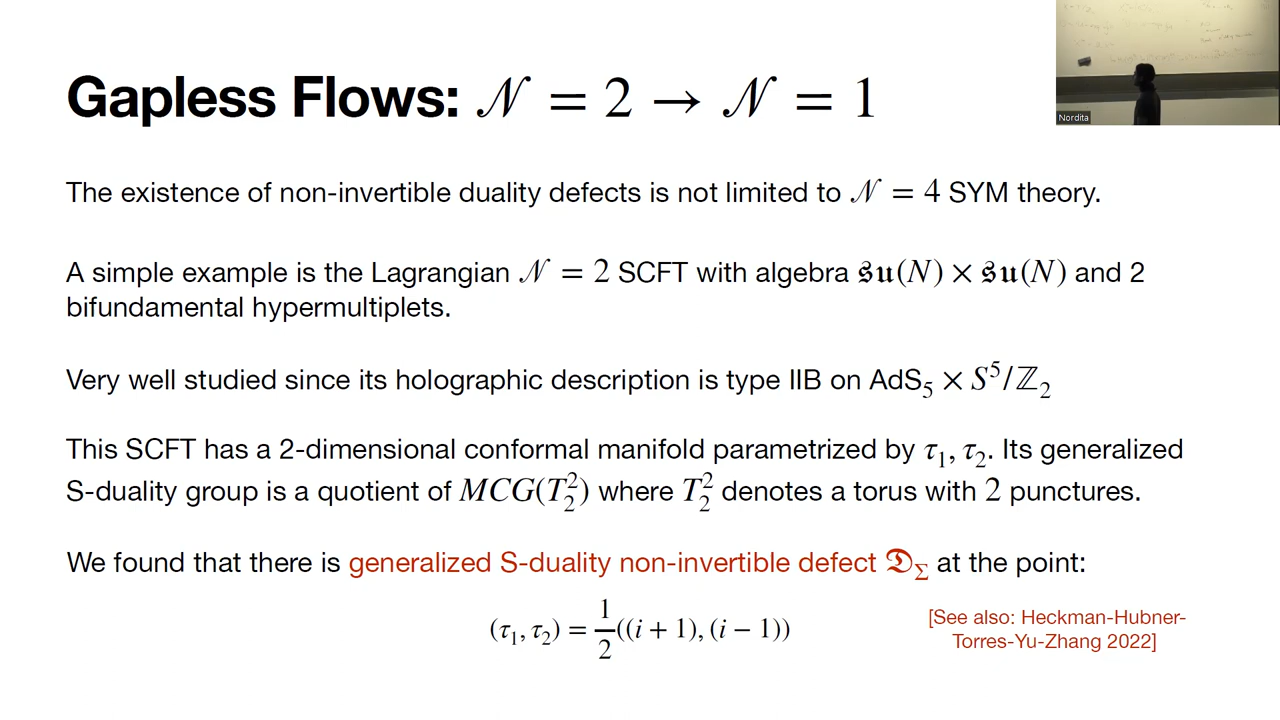 Gapless Flows: 𝒩 = 2 → 𝒩 = 1
Nordita
The existence of non-invertible duality defects is not limited to 𝒩 = 4 SYM theory.
A simple example is the Lagrangian 𝒩 = 2 SCFT with algebra 𝔰𝔲(N) × 𝔰𝔲(N) and 2
bifundamental hypermultiplets.
Very well studied since its holographic description is type IIB on AdS₅ × S⁵/ℤ₂
This SCFT has a 2-dimensional conformal manifold parametrized by τ₁, τ₂. Its generalized
S-duality group is a quotient of MCG(T₂²) where T₂² denotes a torus with 2 punctures.
We found that there is generalized S-duality non-invertible defect 𝔇_Σ at the point:
(τ₁, τ₂) = 1/2((i + 1), (i − 1))
[See also: Heckman-Hubner-
Torres-Yu-Zhang 2022]